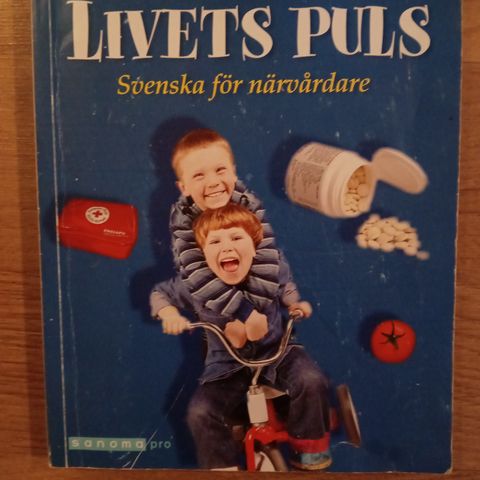 LIVETS PULS
Svenska för närvårdare
sanoma pro